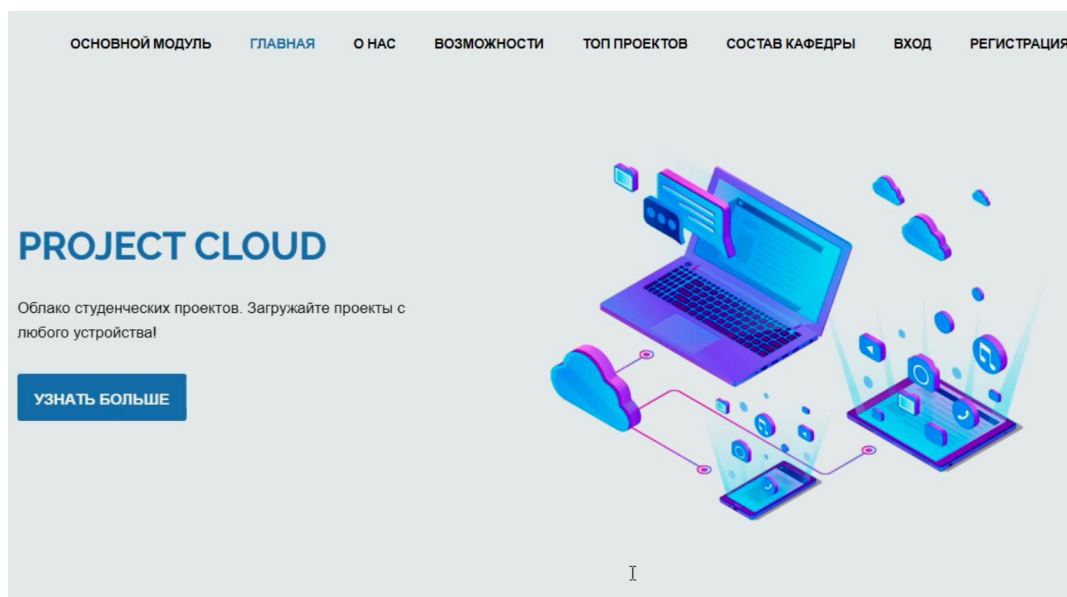 ОСНОВНОЙ МОДУЛЬ ГЛАВНАЯ О НАС ВОЗМОЖНОСТИ ТОП ПРОЕКТОВ СОСТАВ КАФЕДРЫ ВХОД РЕГИСТРАЦИЯ
PROJECT CLOUD
Облако студенческих проектов. Загружайте проекты с
любого устройства!
УЗНАТЬ БОЛЬШЕ